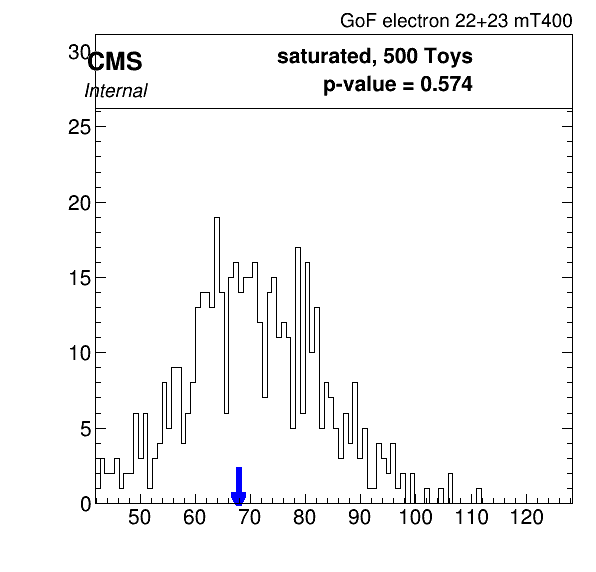 GoF electron 22+23 mT400
30
CMS
saturated, 500 Toys
p-value = 0.574
Internal
25
20
15
10
5
0
50 60 70 80 90 100 110 120